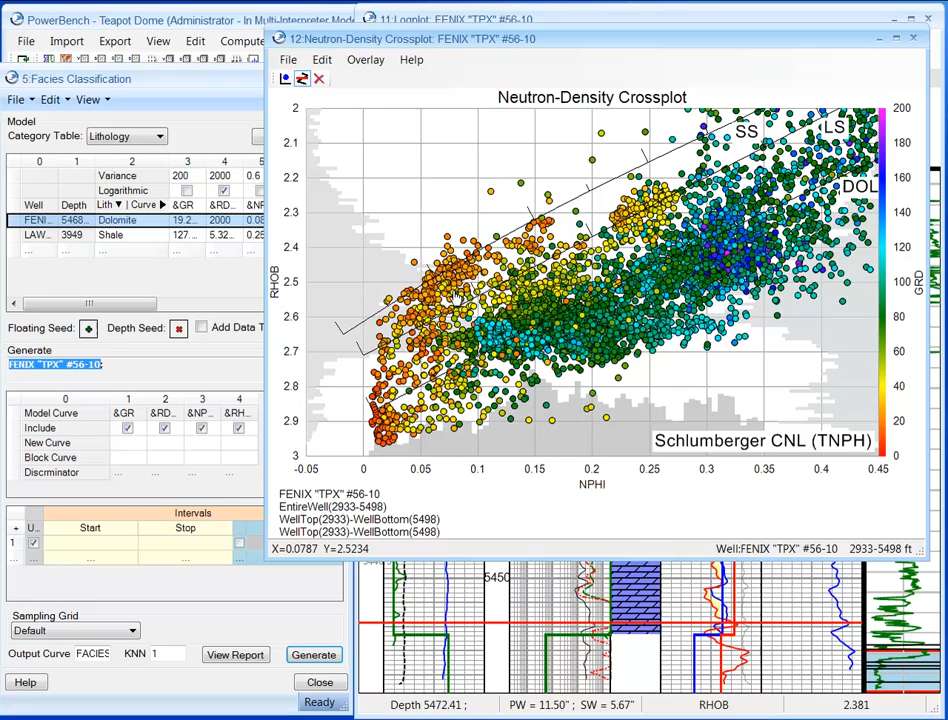 PowerBench - Teapot Dome (Administrator - In Multi-Interpreter Mode
File Import Export View Edit Compute
11:Logplot: FENIX "TPX" #56-10
12:Neutron-Density Crossplot: FENIX "TPX" #56-10
File Edit Overlay Help
5:Facies Classification
File Edit View
Model
Category Table: Lithology
0 1 2 3 4 5
Variance 200 2000 0.6
Logarithmic
Well Depth Lith Curve &GR &RD... &NP
FENI... 5468... Dolomite 19.2... 2000 0.08
LAW... 3949 Shale 127.... 5.32... 0.25
... ... ... ... ...
Floating Seed: Depth Seed: Add Data T
Generate
FENIX "TPX" #56-10;
0 1 2 3 4
Model Curve &GR &RD... &NP... &RH...
Include
New Curve
Block Curve
Discrminator ... ... ... ...
Intervals
+ U... Start Stop
1
... ... ...
Sampling Grid
Default
Output Curve FACIES KNN 1 View Report Generate
Help Close
Ready
Neutron-Density Crossplot
RHOB
2
2.1
2.2
2.3
2.4
2.5
2.6
2.7
2.8
2.9
3
SS
LS
DOL
Schlumberger CNL (TNPH)
-0.05 0 0.05 0.1 0.15 0.2 0.25 0.3 0.35 0.4 0.45
NPHI
200
180
160
140
120
100
80
60
40
20
0
GRD
FENIX "TPX" #56-10
EntireWell(2933-5498)
WellTop(2933)-WellBottom(5498)
WellTop(2933)-WellBottom(5498)
X=0.0787 Y=2.5234 Well:FENIX "TPX" #56-10 2933-5498 ft
5450
Depth 5472.41 ; PW = 11.50" ; SW = 5.67" RHOB 2.381